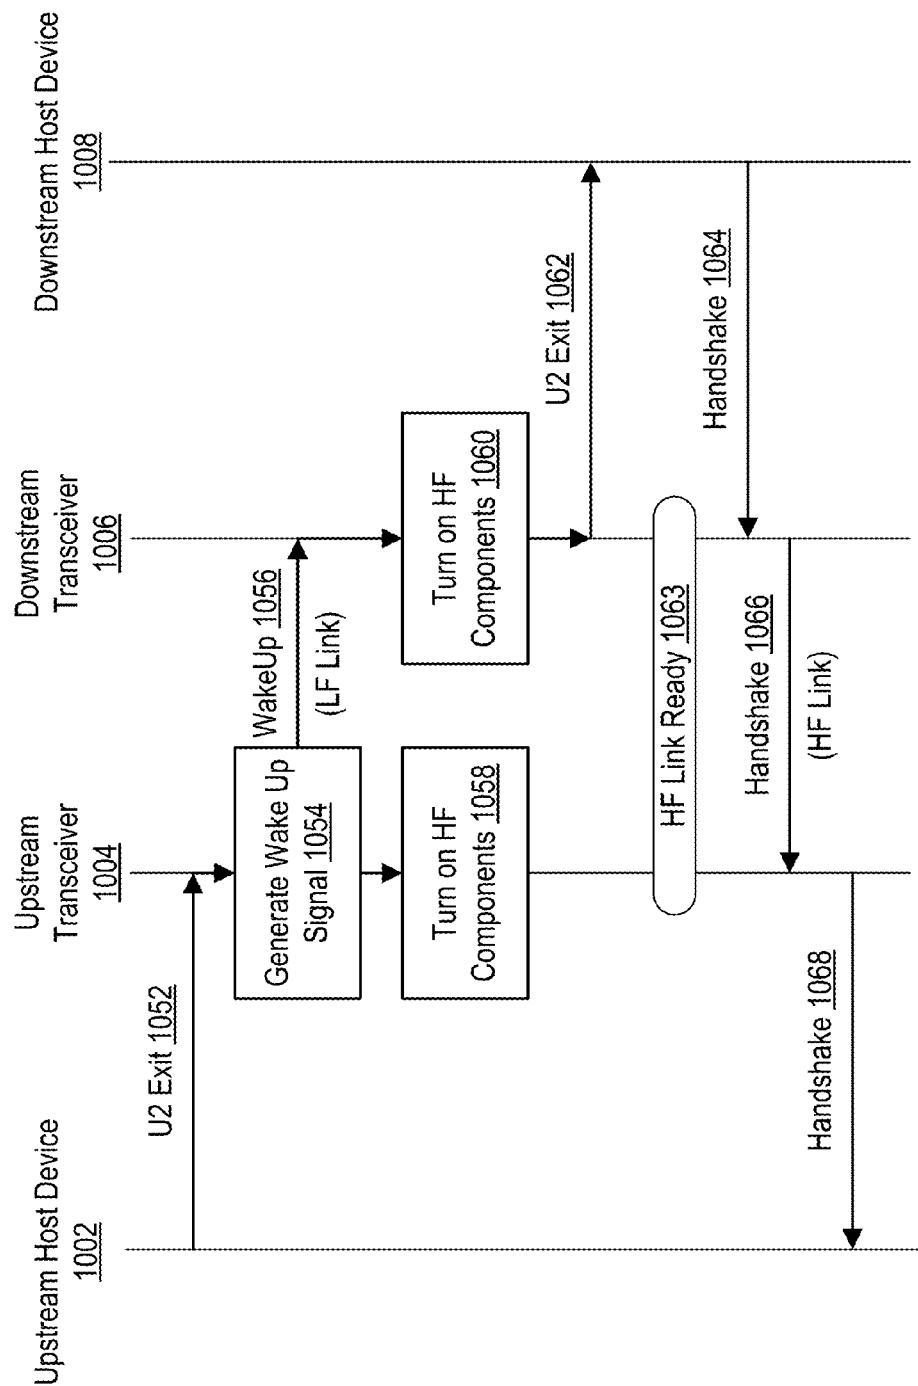 Upstream Host Device
1002
Upstream
Transceiver
1004
Downstream
Transceiver
1006
Downstream Host Device
1008
U2 Exit 1052
Generate Wake Up
Signal 1054
WakeUp 1056
(LF Link)
Turn on HF
Components 1058
Turn on HF
Components 1060
U2 Exit 1062
HF Link Ready 1063
Handshake 1064
Handshake 1066
(HF Link)
Handshake 1068